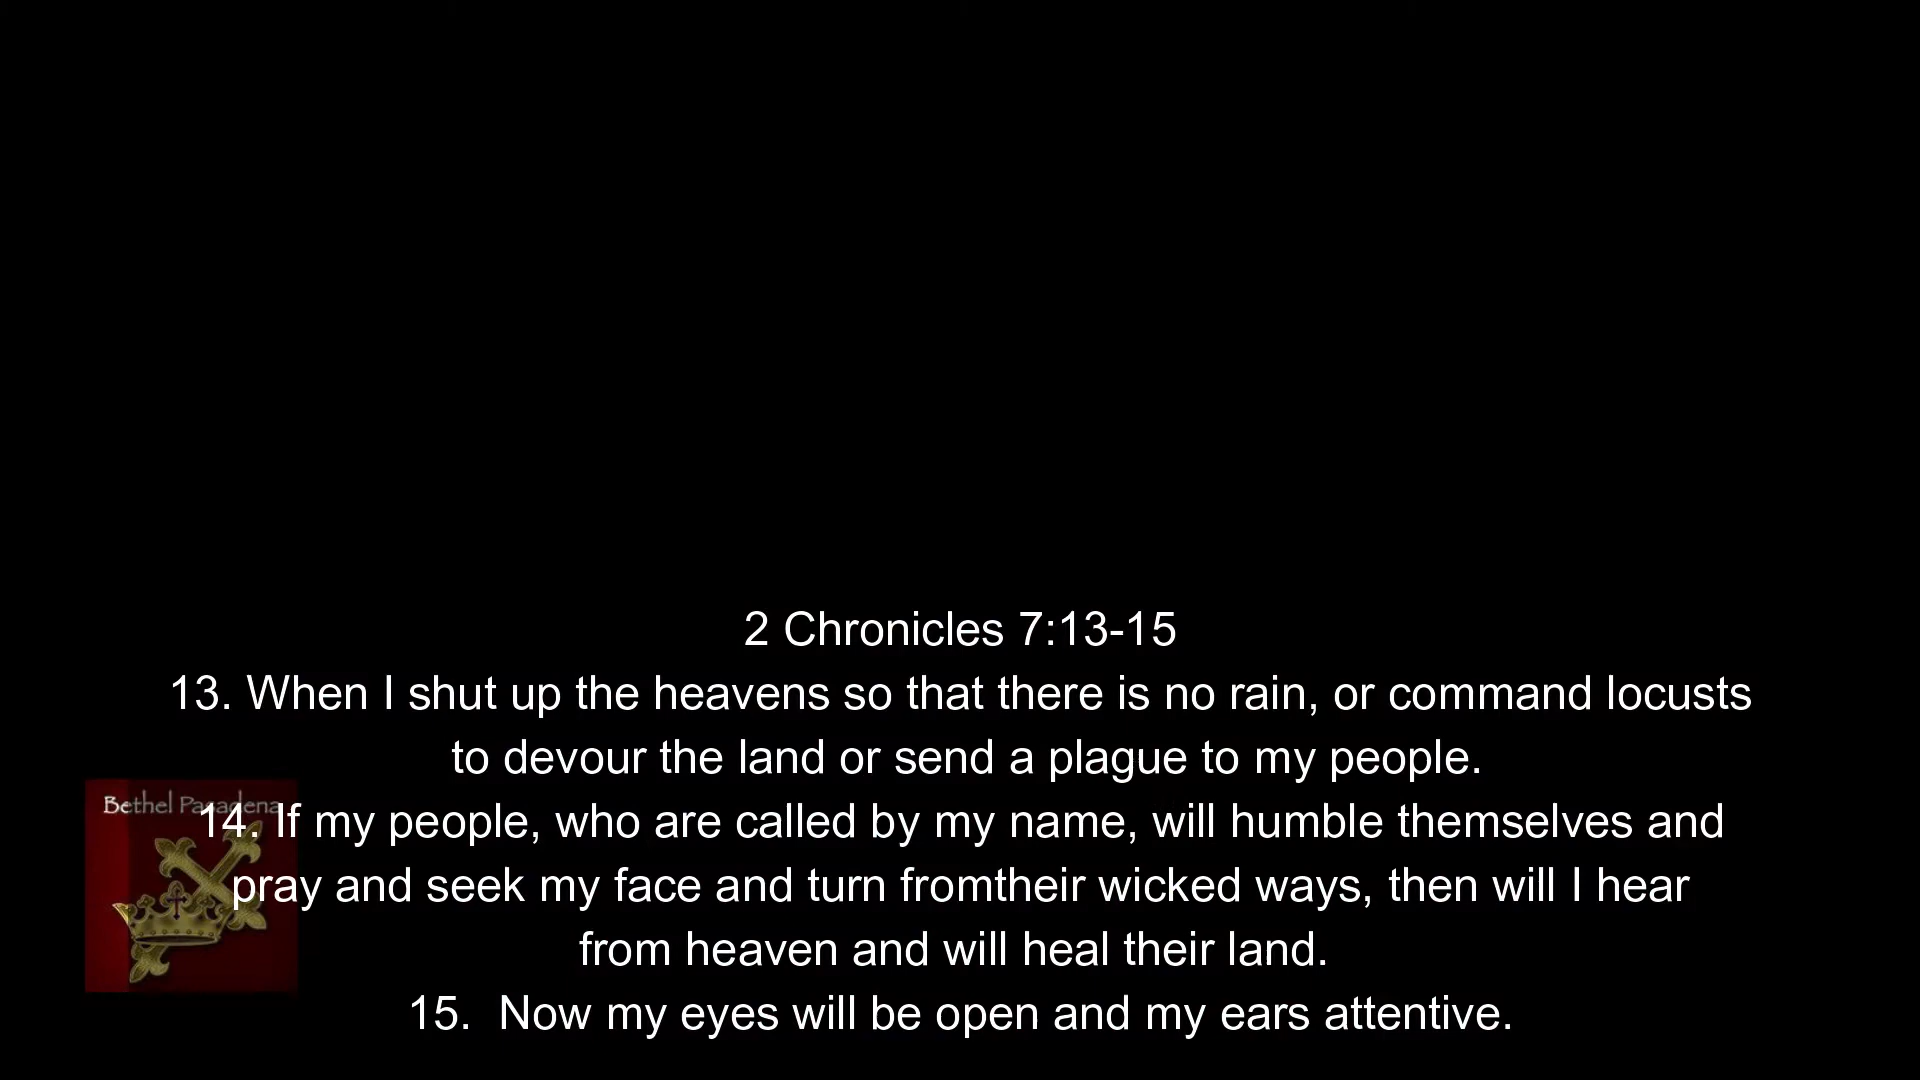 2 Chronicles 7:13-15
13. When I shut up the heavens so that there is no rain, or command locusts
to devour the land or send a plague to my people.
Bethel Pasadena
14. If my people, who are called by my name, will humble themselves and
pray and seek my face and turn fromtheir wicked ways, then will I hear
from heaven and will heal their land.
15.  Now my eyes will be open and my ears attentive.